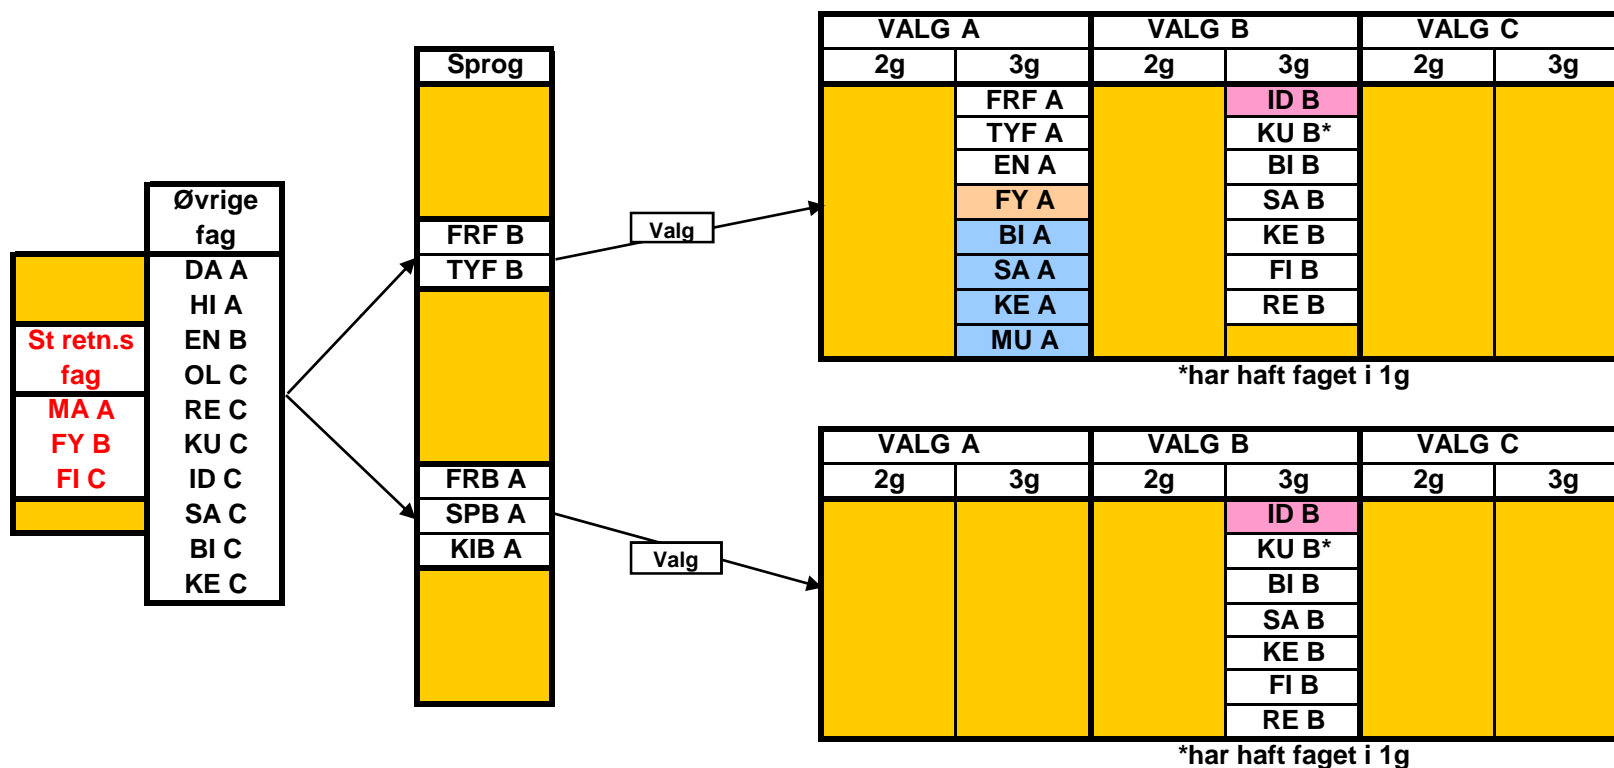 St retn.s
fag
MA A
FY B
FI C
Øvrige
fag
DA A
HI A
EN B
OL C
RE C
KU C
ID C
SA C
BI C
KE C
Sprog
FRF B
TYF B
FRB A
SPB A
KIB A
Valg
Valg
VALG A VALG B VALG C
2g 3g 2g 3g 2g 3g
FRF A ID B
TYF A KU B*
EN A BI B
FY A SA B
BI A KE B
SA A FI B
KE A RE B
MU A
*har haft faget i 1g
VALG A VALG B VALG C
2g 3g 2g 3g 2g 3g
ID B
KU B*
BI B
SA B
KE B
FI B
RE B
*har haft faget i 1g